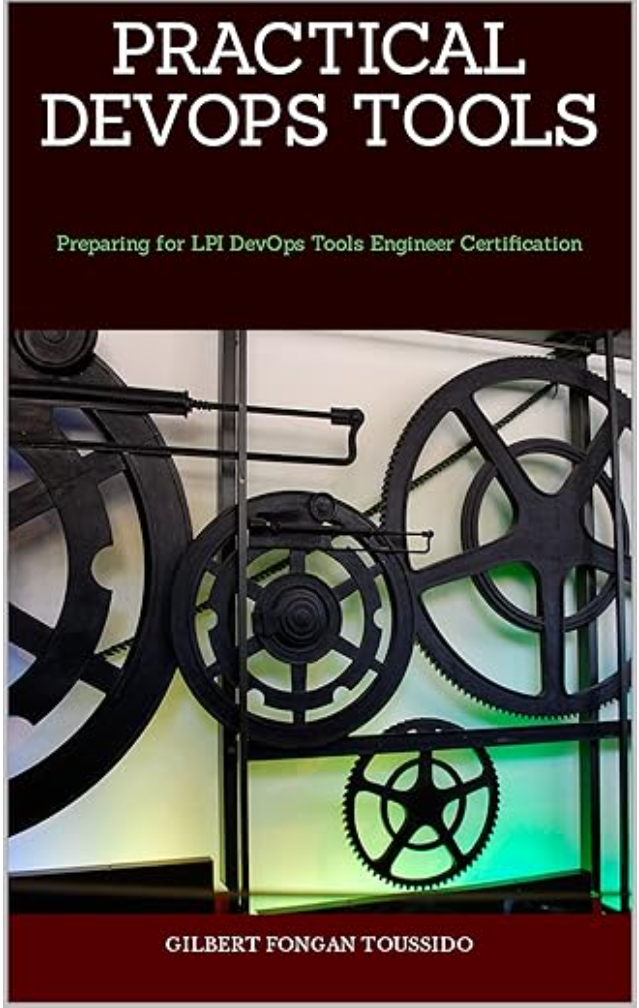 PRACTICAL
DEVOPS TOOLS
Preparing for LPI DevOps Tools Engineer Certification
GILBERT FONGAN TOUSSIDO